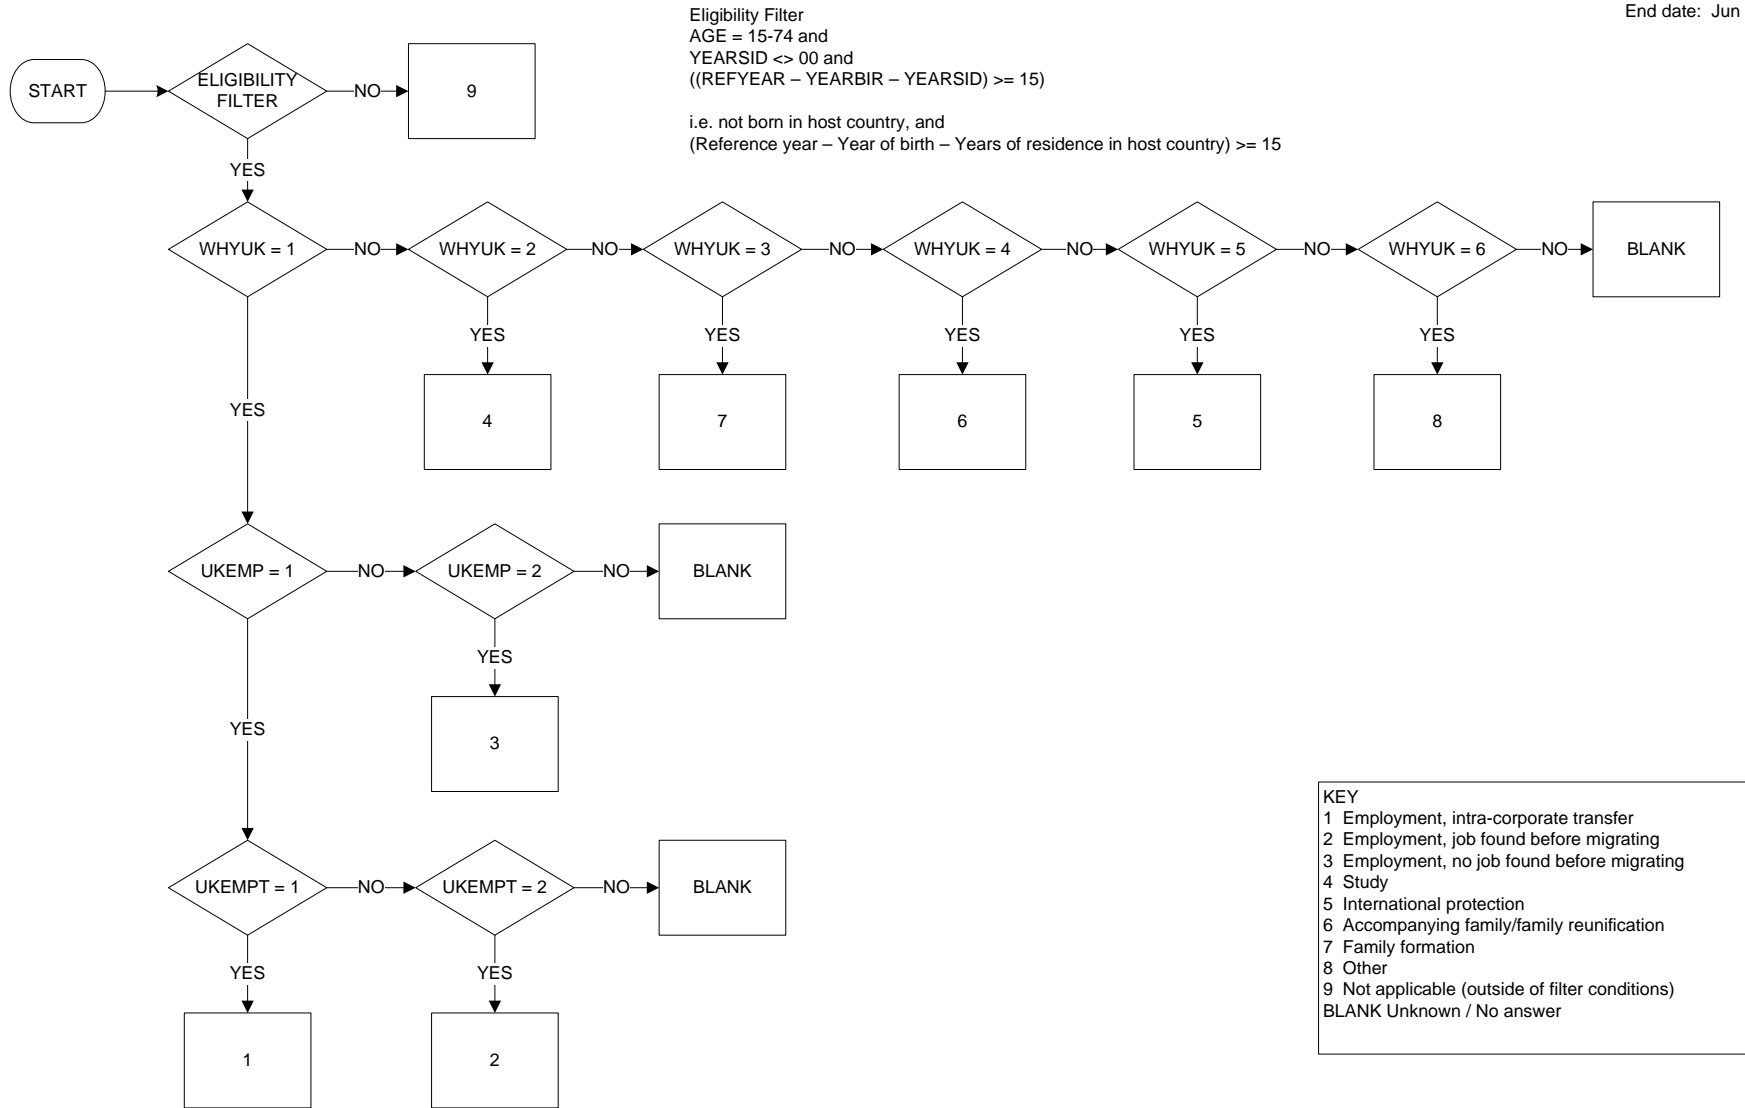 Eligibility Filter
AGE = 15-74 and
YEARSID <> 00 and
((REFYEAR – YEARBIR – YEARSID) >= 15)
i.e. not born in host country, and
(Reference year – Year of birth – Years of residence in host country) >= 15
End date: Jun
START
ELIGIBILITY
FILTER
NO
9
YES
WHYUK = 1
NO
WHYUK = 2
NO
WHYUK = 3
NO
WHYUK = 4
NO
WHYUK = 5
NO
WHYUK = 6
NO
BLANK
YES
YES
YES
YES
YES
YES
4
7
6
5
8
UKEMP = 1
NO
UKEMP = 2
NO
BLANK
YES
YES
3
UKEMPT = 1
NO
UKEMPT = 2
NO
BLANK
YES
YES
1
2
KEY
1 Employment, intra-corporate transfer
2 Employment, job found before migrating
3 Employment, no job found before migrating
4 Study
5 International protection
6 Accompanying family/family reunification
7 Family formation
8 Other
9 Not applicable (outside of filter conditions)
BLANK Unknown / No answer